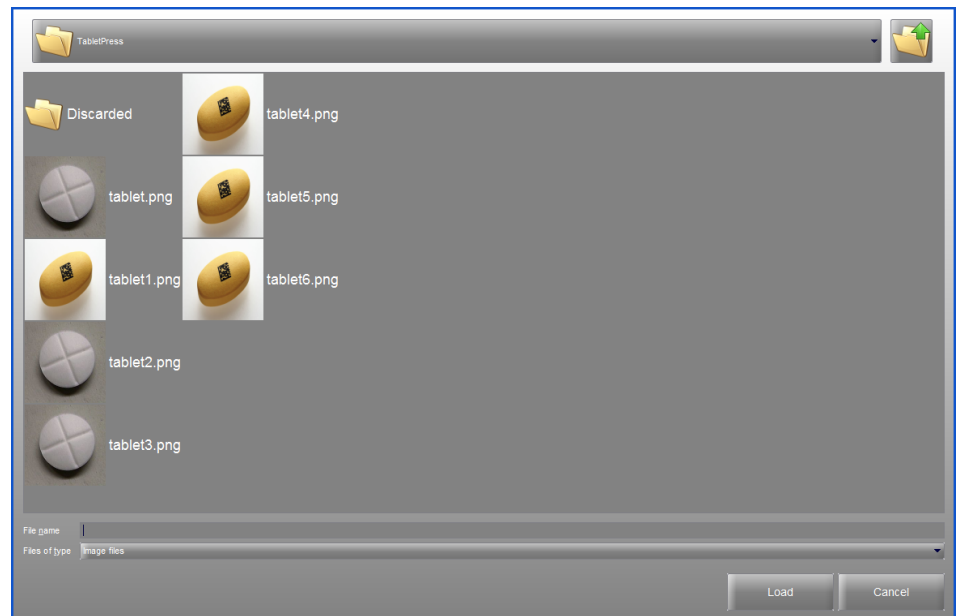 TabletPress
Discarded
tablet.png
tablet1.png
tablet2.png
tablet3.png
tablet4.png
tablet5.png
tablet6.png
File name
Files of type Image files
Load Cancel